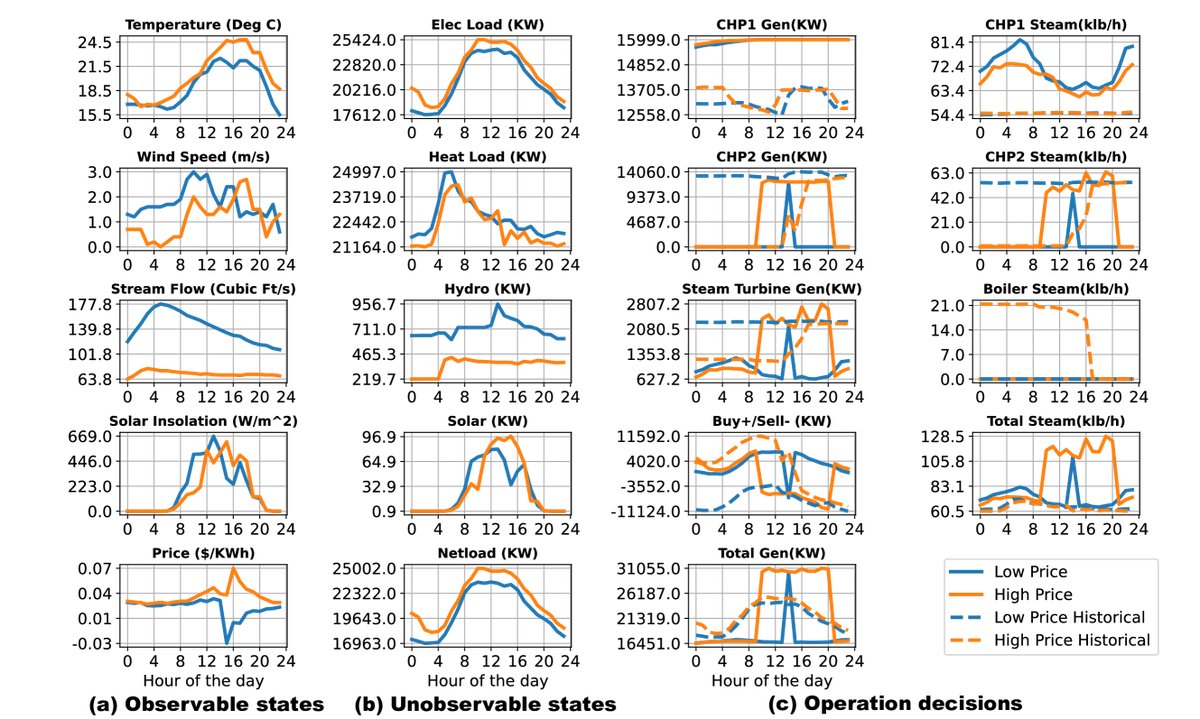 Temperature (Deg C)
24.5
21.5
18.5
15.5
0 4 8 12 16 20 24
Wind Speed (m/s)
3.0
2.0
1.0
0.0
0 4 8 12 16 20 24
Stream Flow (Cubic Ft/s)
177.8
139.8
101.8
63.8
0 4 8 12 16 20 24
Solar Insolation (W/m^2)
669.0
446.0
223.0
0.0
0 4 8 12 16 20 24
Price ($/KWh)
0.07
0.04
0.01
-0.03
0 4 8 12 16 20 24
Hour of the day
(a) Observable states
Elec Load (KW)
25424.0
22820.0
20216.0
17612.0
0 4 8 12 16 20 24
Heat Load (KW)
24997.0
23719.0
22442.0
21164.0
0 4 8 12 16 20 24
Hydro (KW)
956.7
711.0
465.3
219.7
0 4 8 12 16 20 24
Solar (KW)
96.9
64.9
32.9
0.9
0 4 8 12 16 20 24
Netload (KW)
25002.0
22322.0
19643.0
16963.0
0 4 8 12 16 20 24
Hour of the day
(b) Unobservable states
CHP1 Gen(KW)
15999.0
14852.0
13705.0
12558.0
0 4 8 12 16 20 24
CHP2 Gen(KW)
14060.0
9373.0
4687.0
0.0
0 4 8 12 16 20 24
Steam Turbine Gen(KW)
2807.2
2080.5
1353.8
627.2
0 4 8 12 16 20 24
Buy+/Sell- (KW)
11592.0
4020.0
-3552.0
-11124.0
0 4 8 12 16 20 24
Total Gen(KW)
31055.0
26187.0
21319.0
16451.0
0 4 8 12 16 20 24
Hour of the day
CHP1 Steam(klb/h)
81.4
72.4
63.4
54.4
0 4 8 12 16 20 24
CHP2 Steam(klb/h)
63.0
42.0
21.0
0.0
0 4 8 12 16 20 24
Boiler Steam(klb/h)
21.0
14.0
7.0
0.0
0 4 8 12 16 20 24
Total Steam(klb/h)
128.5
105.8
83.1
60.5
0 4 8 12 16 20 24
Low Price
High Price
Low Price Historical
High Price Historical
(c) Operation decisions